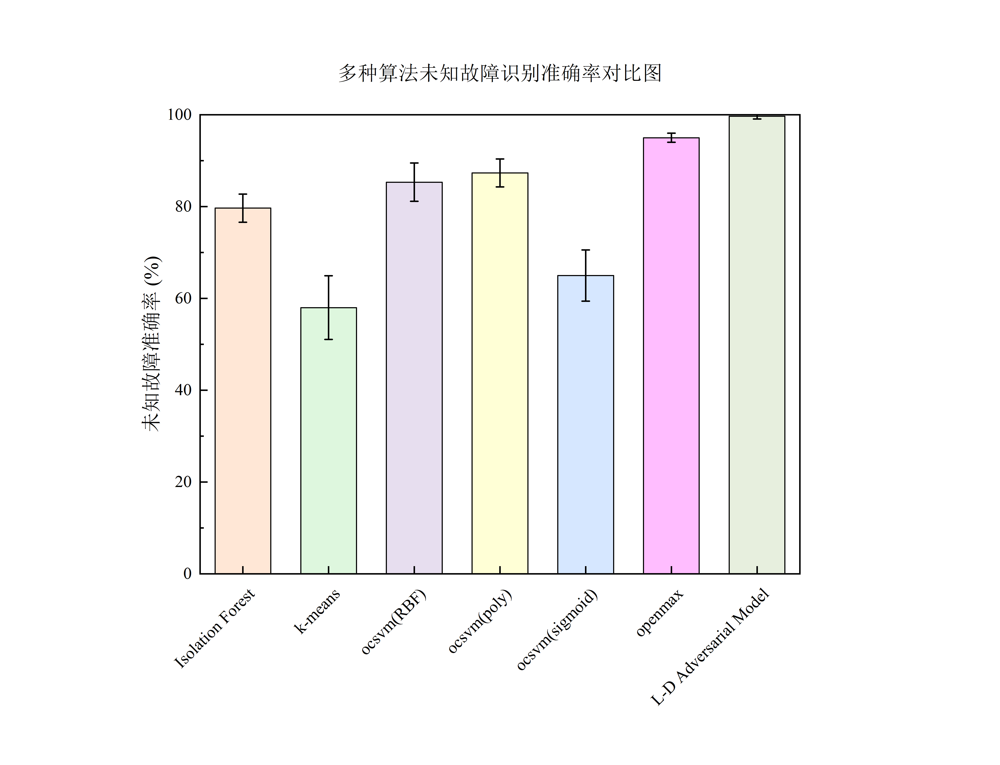 多种算法未知故障识别准确率对比图
未知故障准确率 (%)
100
80
60
40
20
0
Isolation Forest
k-means
ocsvm(RBF)
ocsvm(poly)
ocsvm(sigmoid)
openmax
L-D Adversarial Model